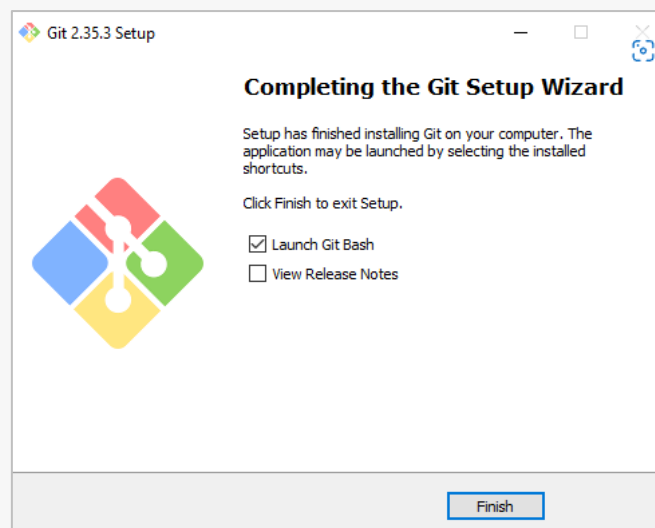 Git 2.35.3 Setup
Completing the Git Setup Wizard
Setup has finished installing Git on your computer. The
application may be launched by selecting the installed
shortcuts.
Click Finish to exit Setup.
Launch Git Bash
View Release Notes
Finish